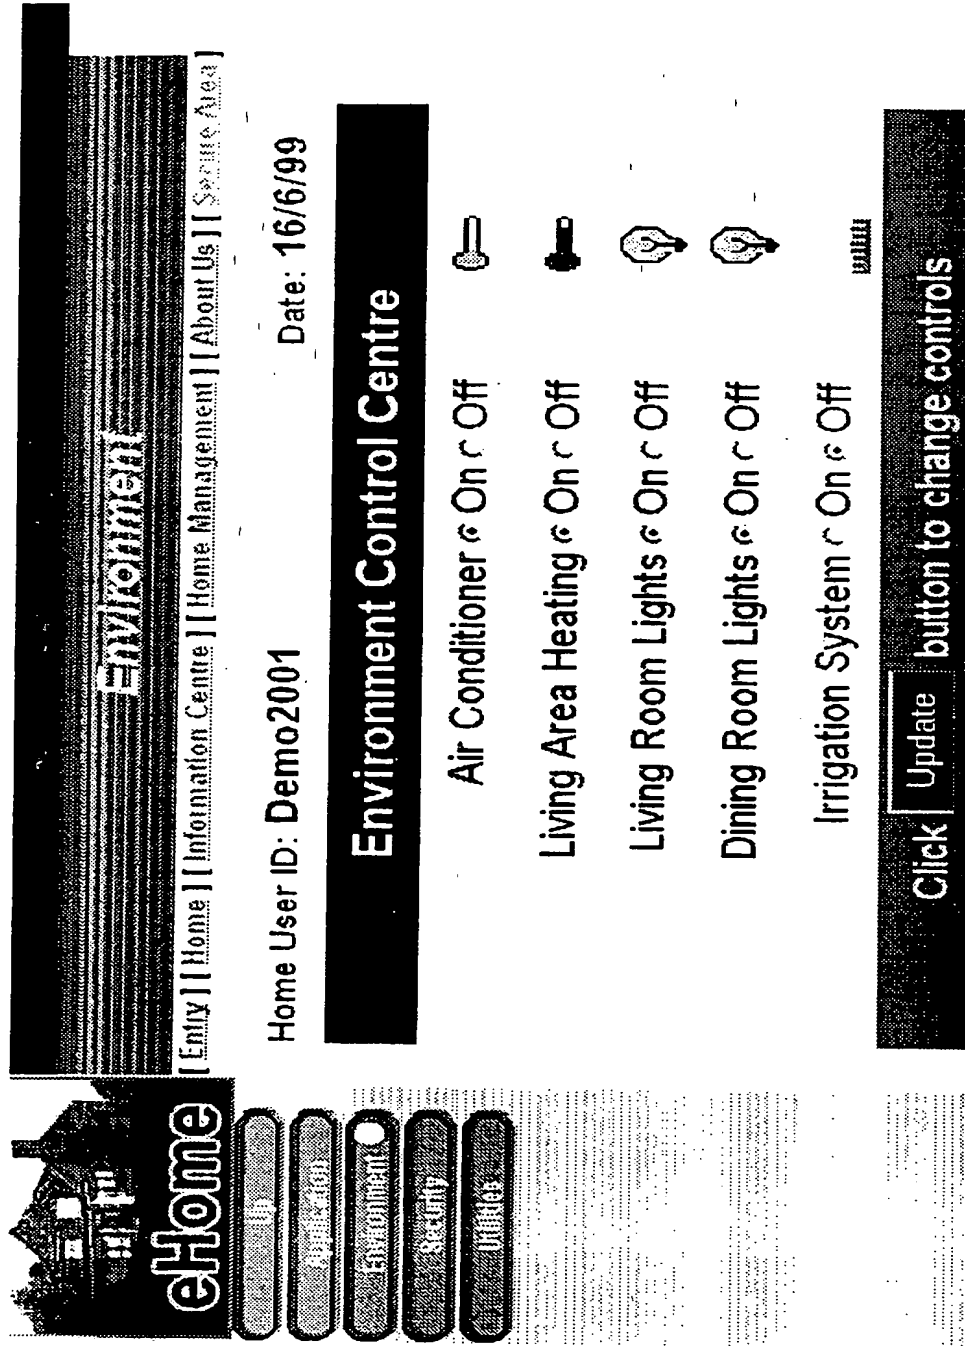 Environment
[ Entry ] [ Home ] [ Information Centre ] [ Home Management ] [ About Us ] [ Secure Area ]
eHome
Up
Application
Environment
Security
Utilities
Home User ID: Demo2001 Date: 16/6/99
Environment Control Centre
Air Conditioner On Off
Living Area Heating On Off
Living Room Lights On Off
Dining Room Lights On Off
Irrigation System On Off
Click Update button to change controls